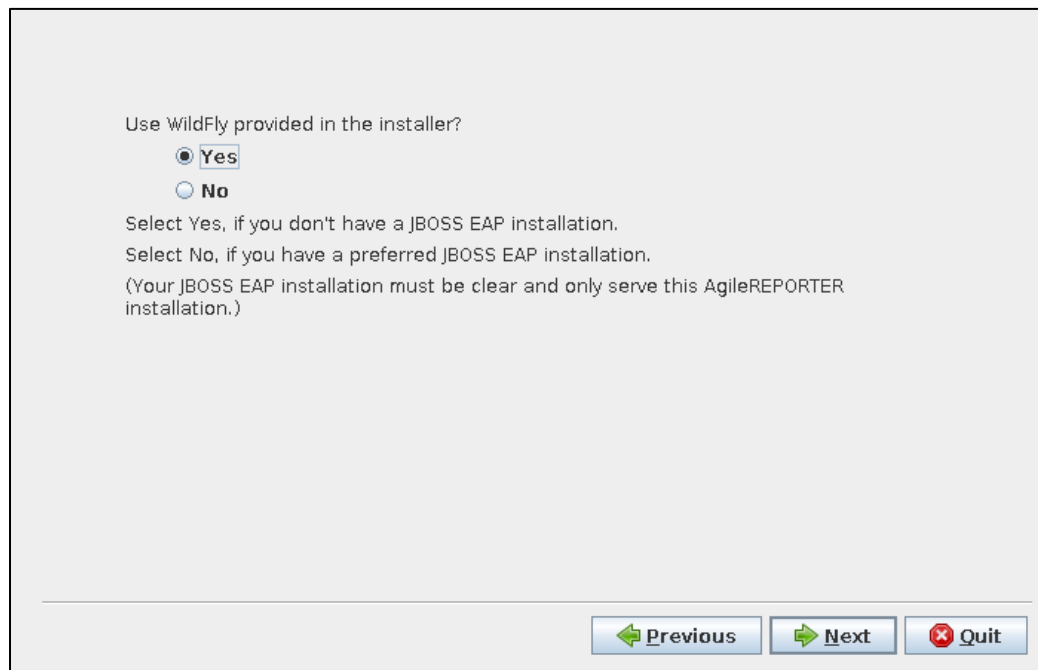 Use WildFly provided in the installer?
Yes
No
Select Yes, if you don't have a JBOSS EAP installation.
Select No, if you have a preferred JBOSS EAP installation.
(Your JBOSS EAP installation must be clear and only serve this AgileREPORTER
installation.)
Previous Next Quit